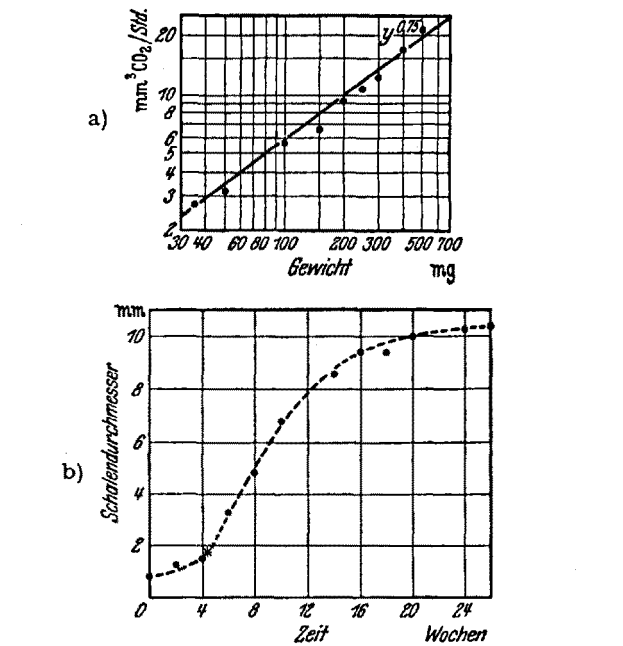 a)
mm³CO₂/Std.
20
10
8
6
5
4
3
2
y^0,75
30 40 60 80 100 200 300 500 700
Gewicht mg
b)
mm
Schalendurchmesser
10
8
6
4
2
0 4 8 12 16 20 24
Zeit Wochen